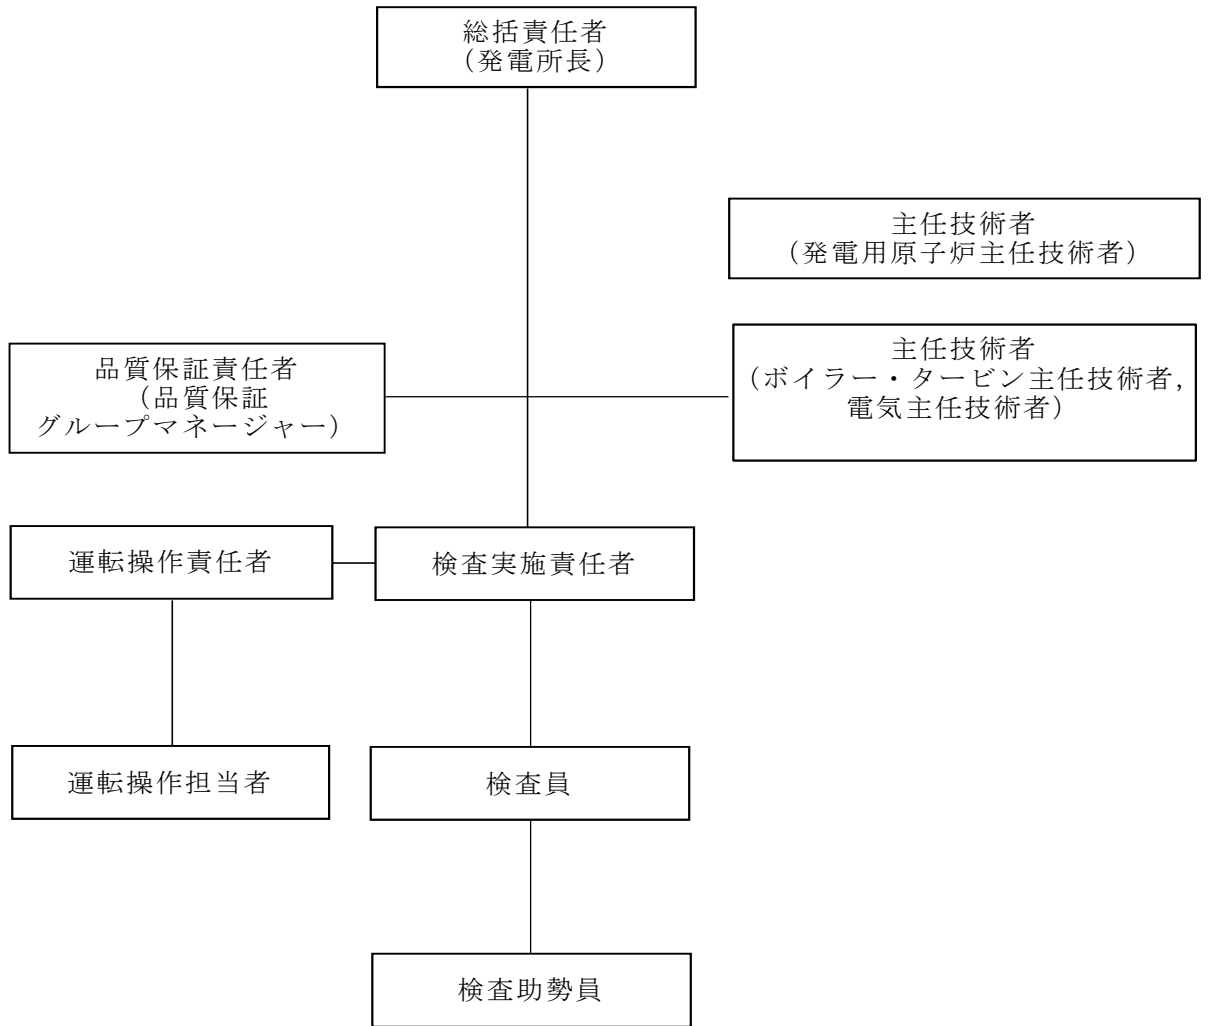 総括責任者
（発電所長）
主任技術者
（発電用原子炉主任技術者）
品質保証責任者
（品質保証
グループマネージャー）
主任技術者
（ボイラー・タービン主任技術者，
電気主任技術者）
運転操作責任者
検査実施責任者
運転操作担当者
検査員
検査助勢員